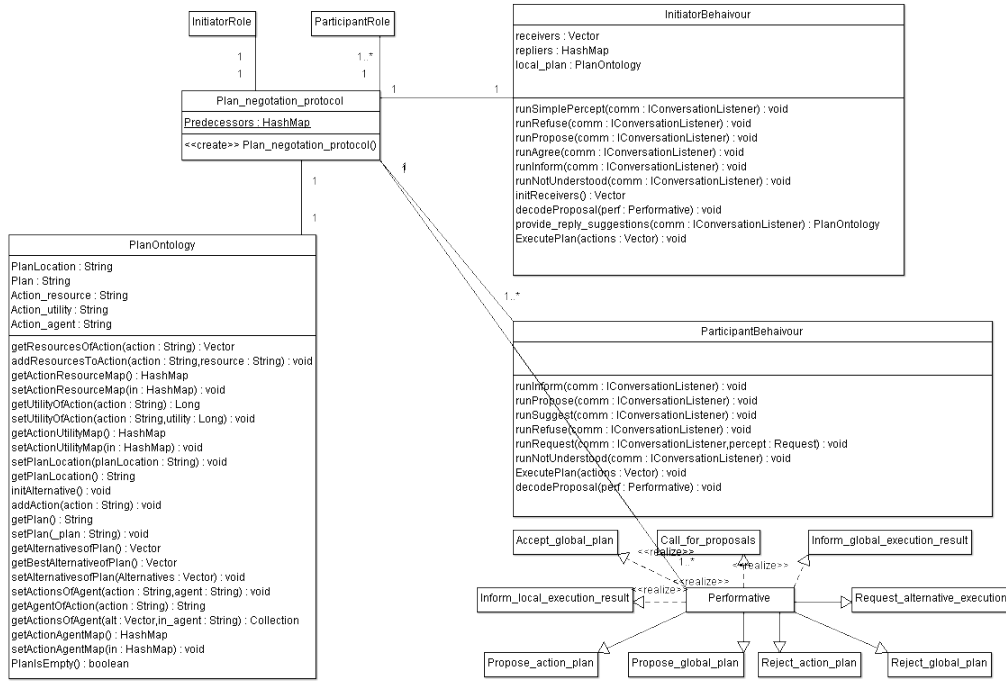 InitiatorRole
ParticipantRole
1
1..*
1
1
Plan_negotation_protocol
Predecessors : HashMap
<<create>> Plan_negotation_protocol()
1
1
InitiatorBehaivour
receivers : Vector
repliers : HashMap
local_plan : PlanOntology
runSimplePercept(comm : IConversationListener) : void
runRefuse(comm : IConversationListener) : void
runPropose(comm : IConversationListener) : void
runAgree(comm : IConversationListener) : void
runInform(comm : IConversationListener) : void
runNotUnderstood(comm : IConversationListener) : void
initReceivers() : Vector
decodeProposal(perf : Performative) : void
provide_reply_suggestions(comm : IConversationListener) : PlanOntology
ExecutePlan(actions : Vector) : void
1
1
1
1..*
PlanOntology
PlanLocation : String
Plan : String
Action_resource : String
Action_utility : String
Action_agent : String
getResourcesOfAction(action : String) : Vector
addResourcesToAction(action : String,resource : String) : void
getActionResourceMap() : HashMap
setActionResourceMap(in : HashMap) : void
getUtilityOfAction(action : String) : Long
setUtilityOfAction(action : String,utility : Long) : void
getActionUtilityMap() : HashMap
setActionUtilityMap(in : HashMap) : void
setPlanLocation(planLocation : String) : void
getPlanLocation() : String
initAlternative() : void
addAction(action : String) : void
getPlan() : String
setPlan(_plan : String) : void
getAlternativesofPlan() : Vector
getBestAlternativeofPlan() : Vector
setAlternativesofPlan(Alternatives : Vector) : void
setActionsOfAgent(action : String,agent : String) : void
getAgentOfAction(action : String) : String
getActionsOfAgent(alt : Vector,in_agent : String) : Collection
getActionAgentMap() : HashMap
setActionAgentMap(in : HashMap) : void
PlanIsEmpty() : boolean
ParticipantBehaivour
runInform(comm : IConversationListener) : void
runPropose(comm : IConversationListener) : void
runSuggest(comm : IConversationListener) : void
runRefuse(comm : IConversationListener) : void
runRequest(comm : IConversationListener,percept : Request) : void
runNotUnderstood(comm : IConversationListener) : void
ExecutePlan(actions : Vector) : void
decodeProposal(perf : Performative) : void
Accept_global_plan
Call_for_proposals
Inform_global_execution_result
<<realize>>
1..*
<<realize>>
<<realize>>
<<realize>>
Inform_local_execution_result
Performative
Request_alternative_execution
Propose_action_plan
Propose_global_plan
Reject_action_plan
Reject_global_plan